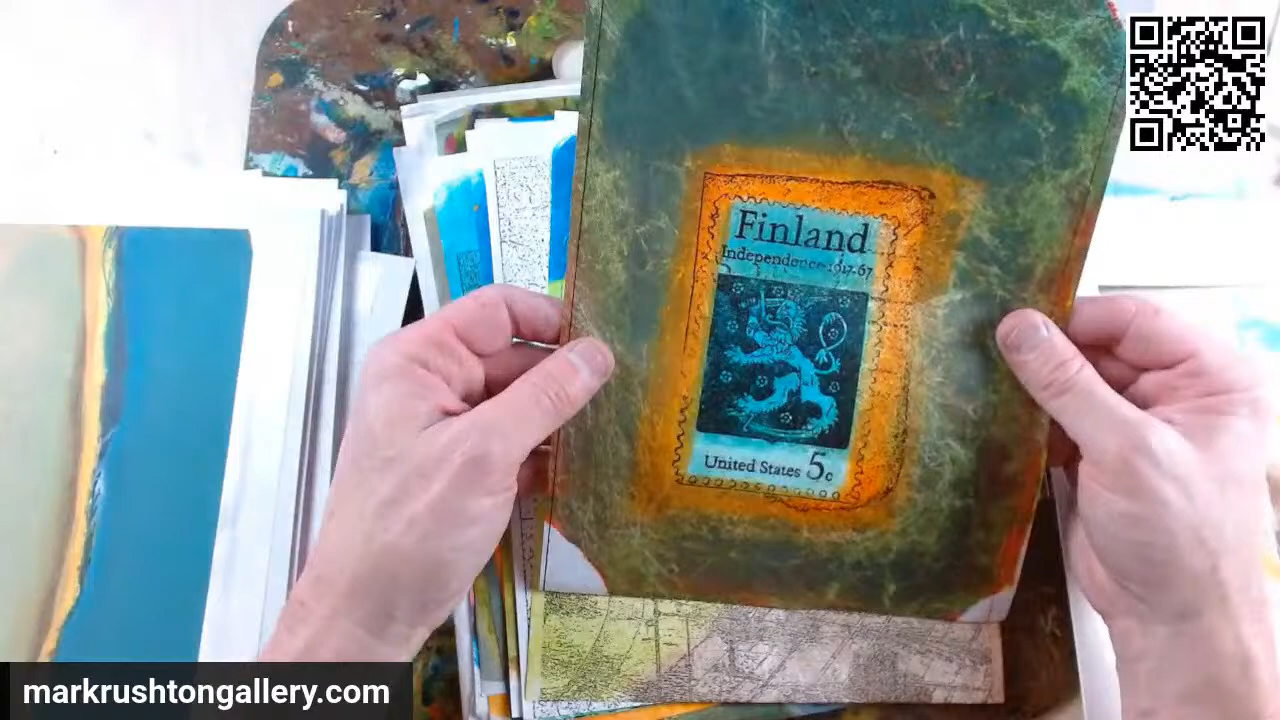 Finland
Independence 1917-67
United States 5c
markrushtongallery.com